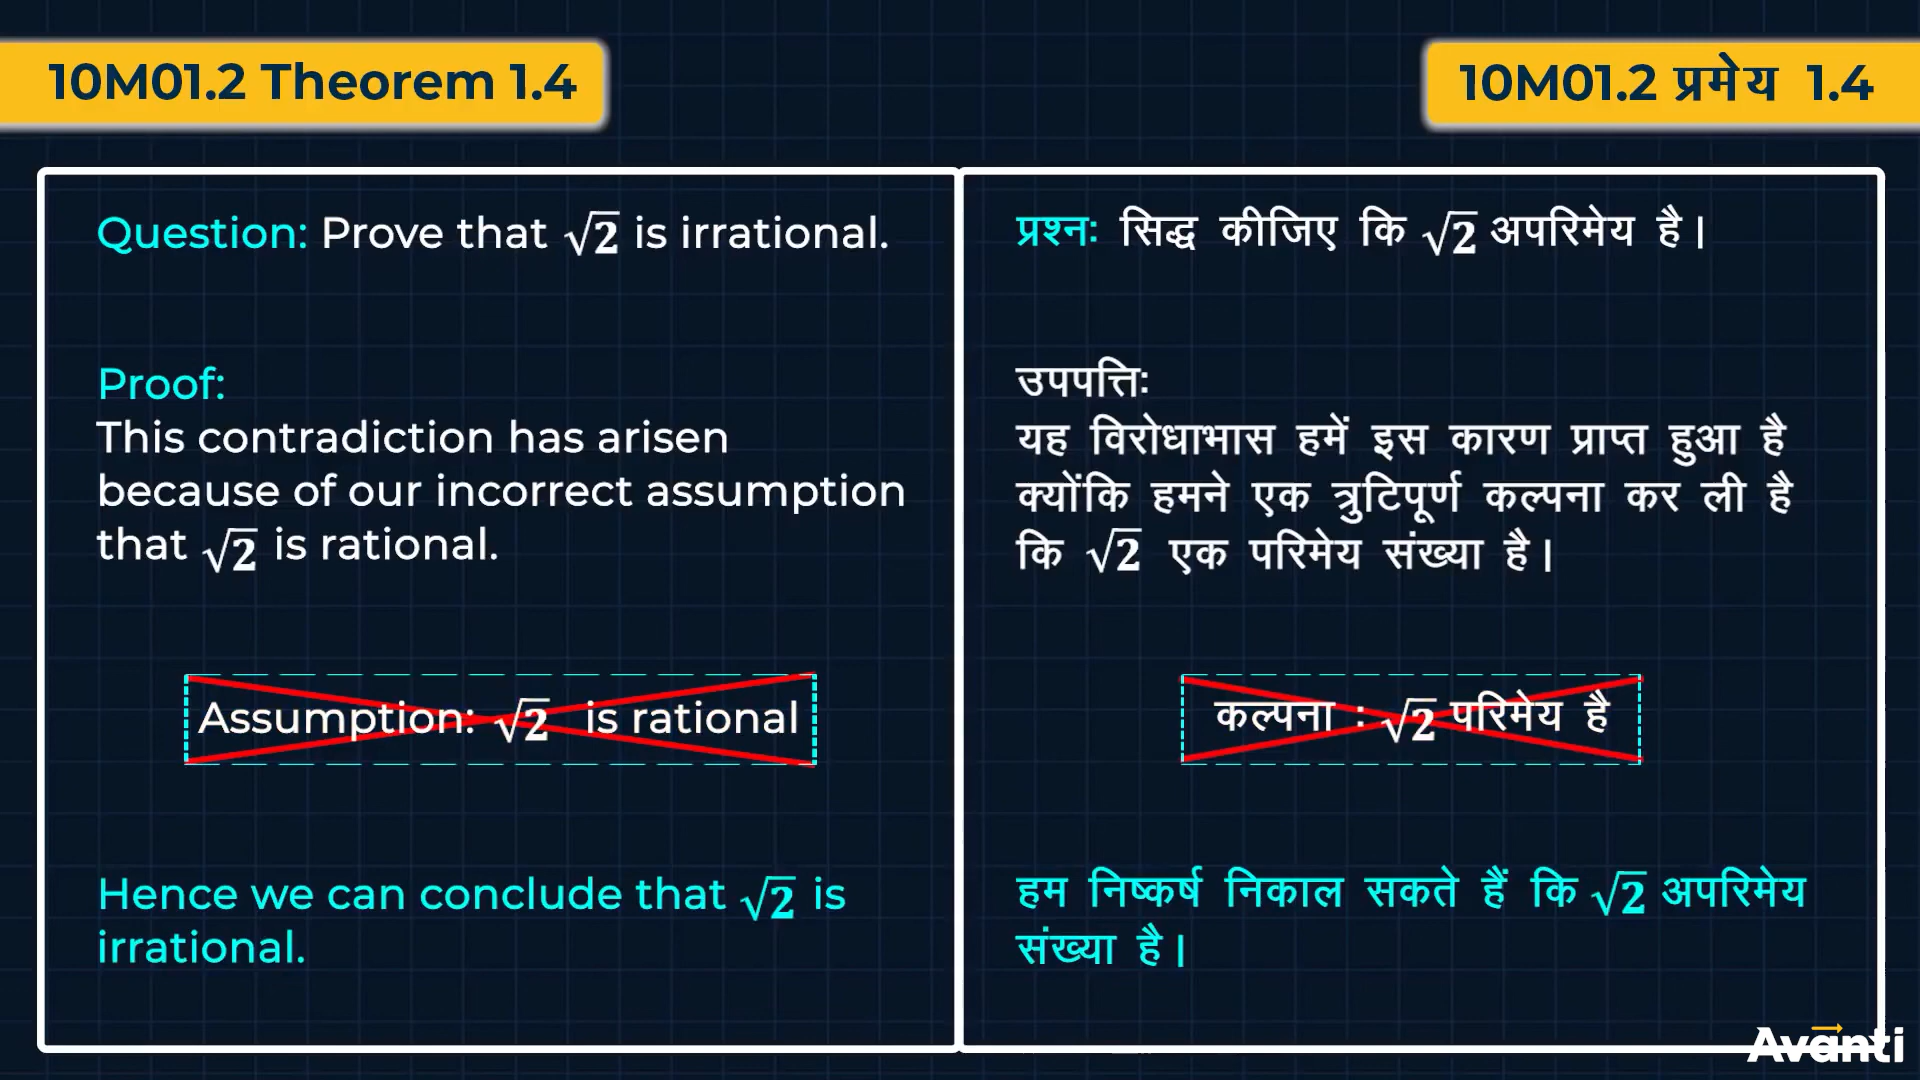 10M01.2 Theorem 1.4
10M01.2 प्रमेय 1.4
Question: Prove that √2 is irrational.
Proof:
This contradiction has arisen
because of our incorrect assumption
that √2 is rational.
Assumption: √2 is rational
Hence we can conclude that √2 is
irrational.
प्रश्नः सिद्ध कीजिए कि √2 अपरिमेय है।
उपपत्तिः
यह विरोधाभास हमें इस कारण प्राप्त हुआ है
क्योंकि हमने एक त्रुटिपूर्ण कल्पना कर ली है
कि √2 एक परिमेय संख्या है।
कल्पना : √2 परिमेय है
हम निष्कर्ष निकाल सकते हैं कि √2 अपरिमेय
संख्या है।
Avanti